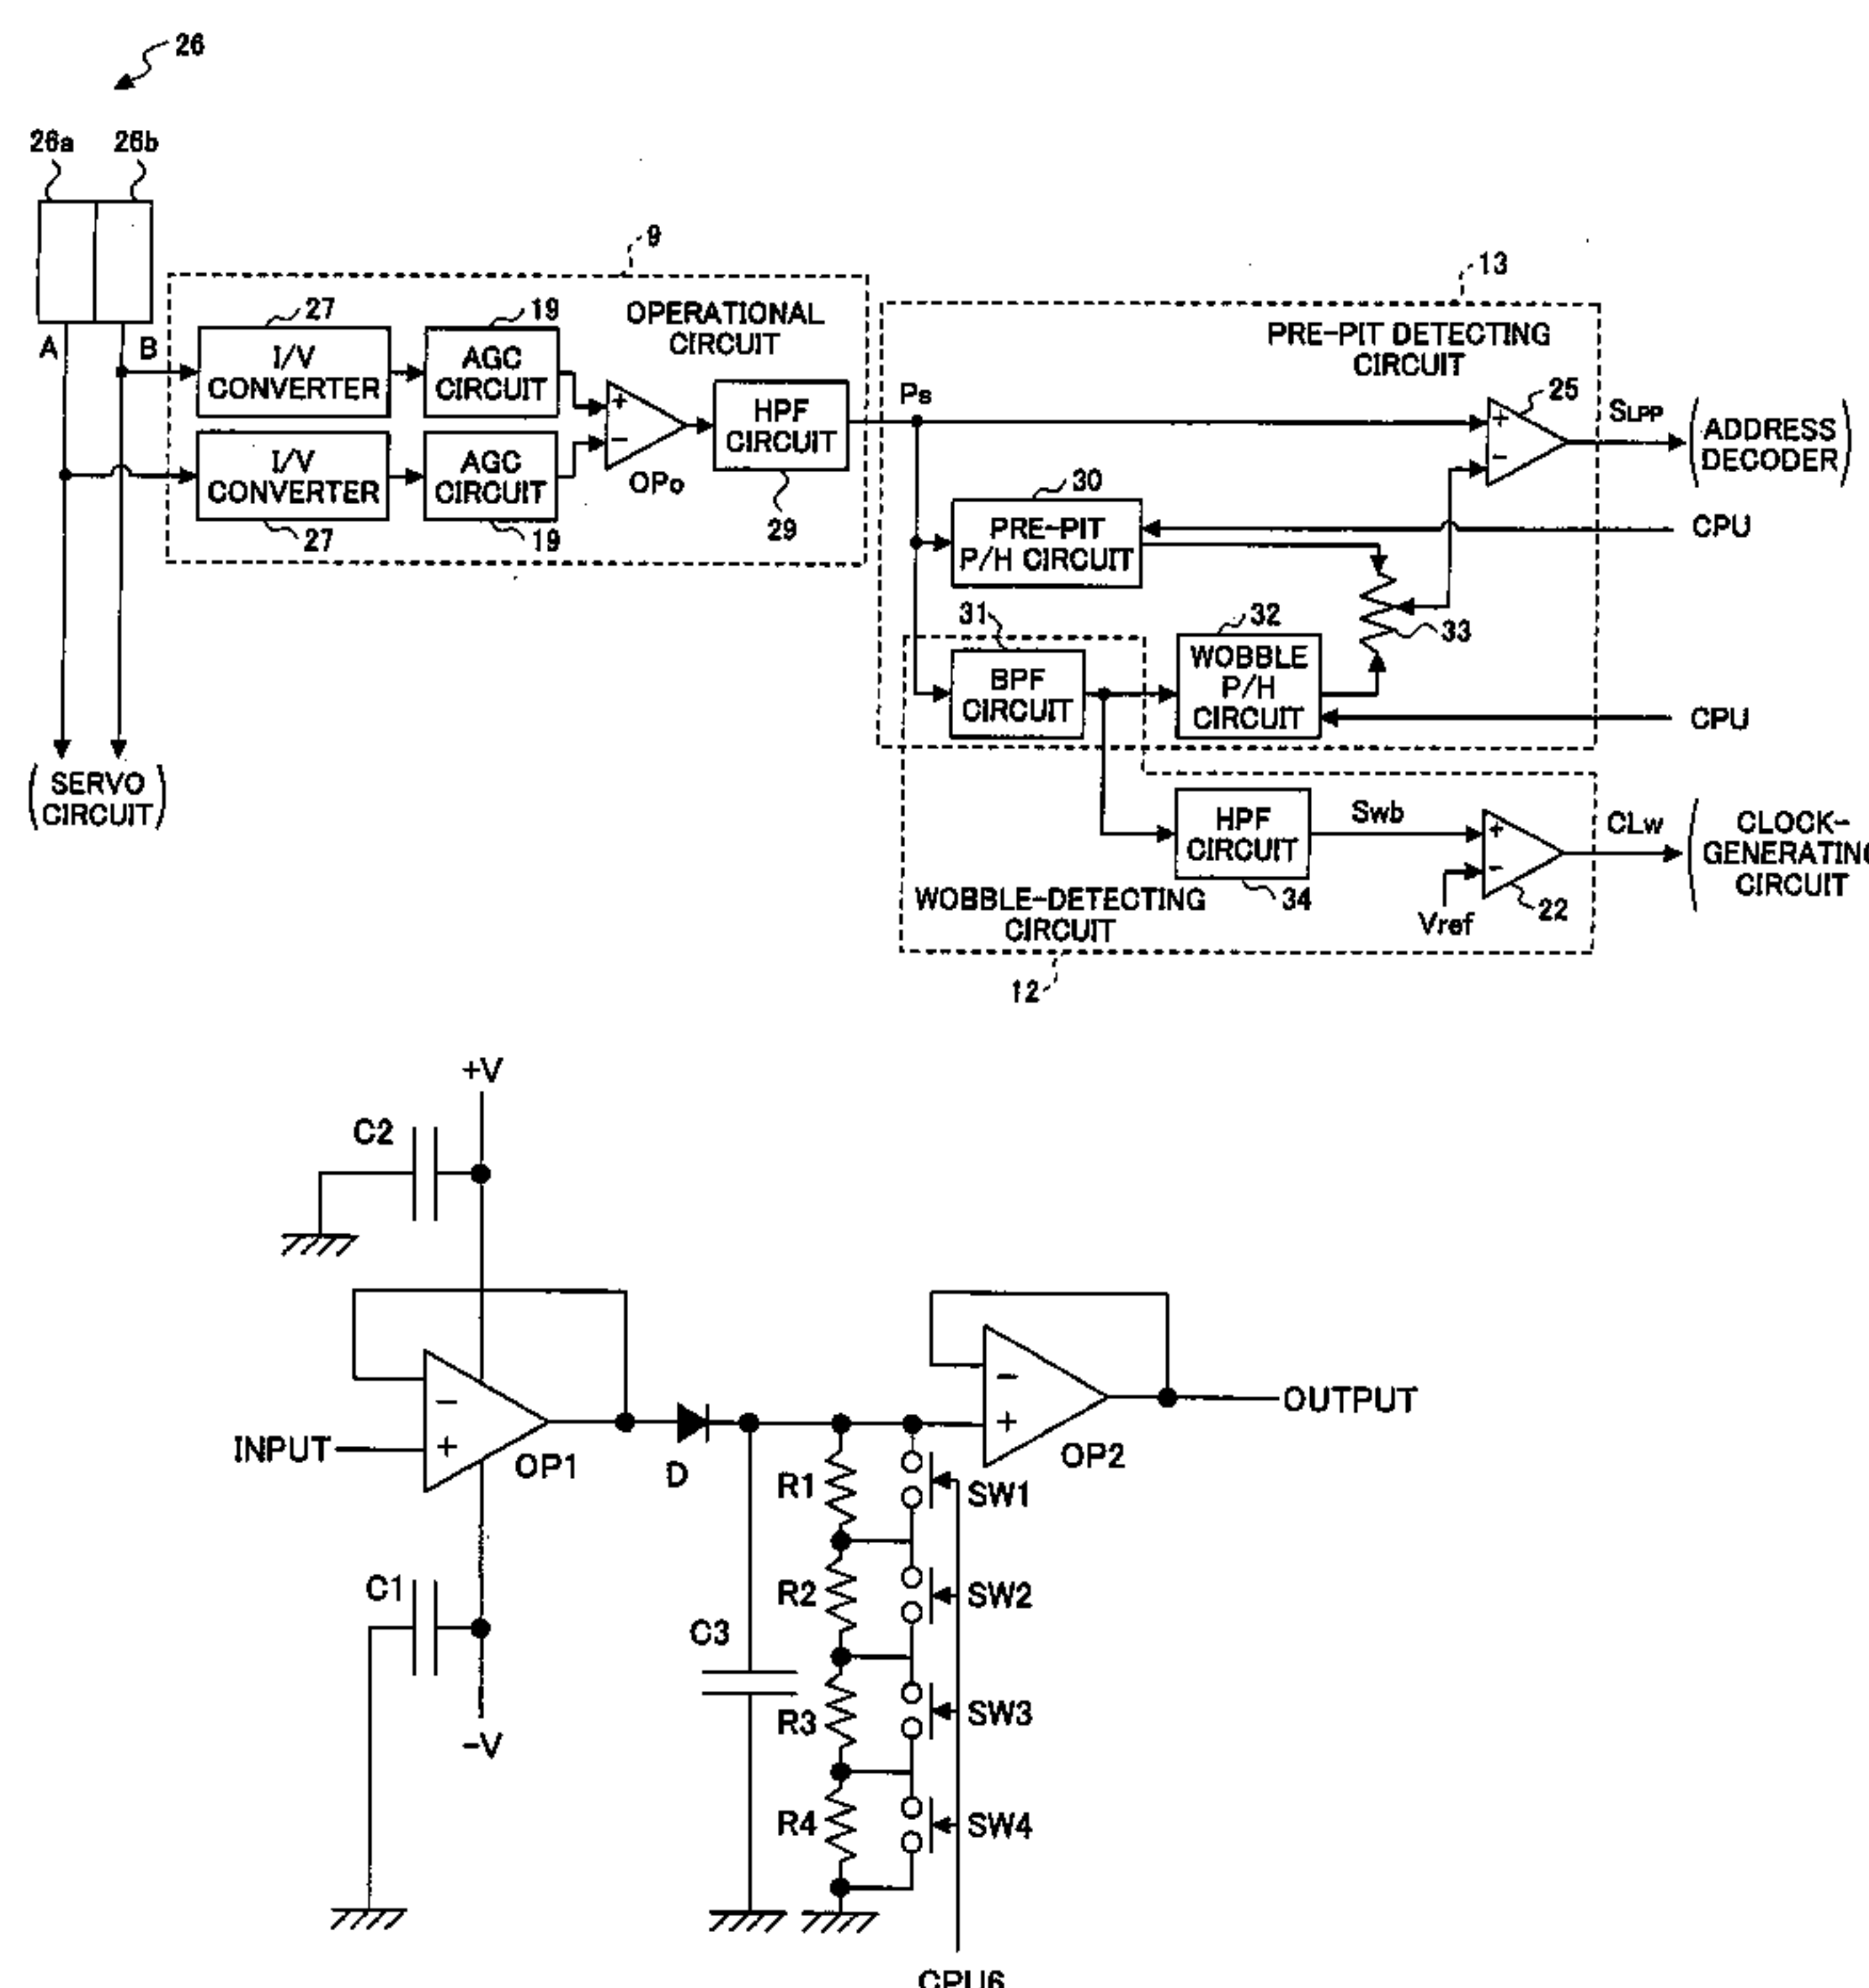 26
26a 26b
9
13
27
19
OPERATIONAL
CIRCUIT
PRE-PIT DETECTING
CIRCUIT
A
B
I/V
CONVERTER
AGC
CIRCUIT
+
−
OPo
HPF
CIRCUIT
29
Ps
+
−
25
SLPP
(ADDRESS
DECODER)
I/V
CONVERTER
AGC
CIRCUIT
27
19
30
PRE-PIT
P/H CIRCUIT
CPU
33
31
BPF
CIRCUIT
32
WOBBLE
P/H
CIRCUIT
CPU
(SERVO
CIRCUIT)
HPF
CIRCUIT
34
Swb
+
−
Vref
22
CLw
(CLOCK-
GENERATING
CIRCUIT
WOBBLE-DETECTING
CIRCUIT
12
+V
C2
−
+
INPUT
OP1
D
−
+
OP2
OUTPUT
R1
SW1
C1
R2
SW2
C3
R3
SW3
−V
R4
SW4
CPU6